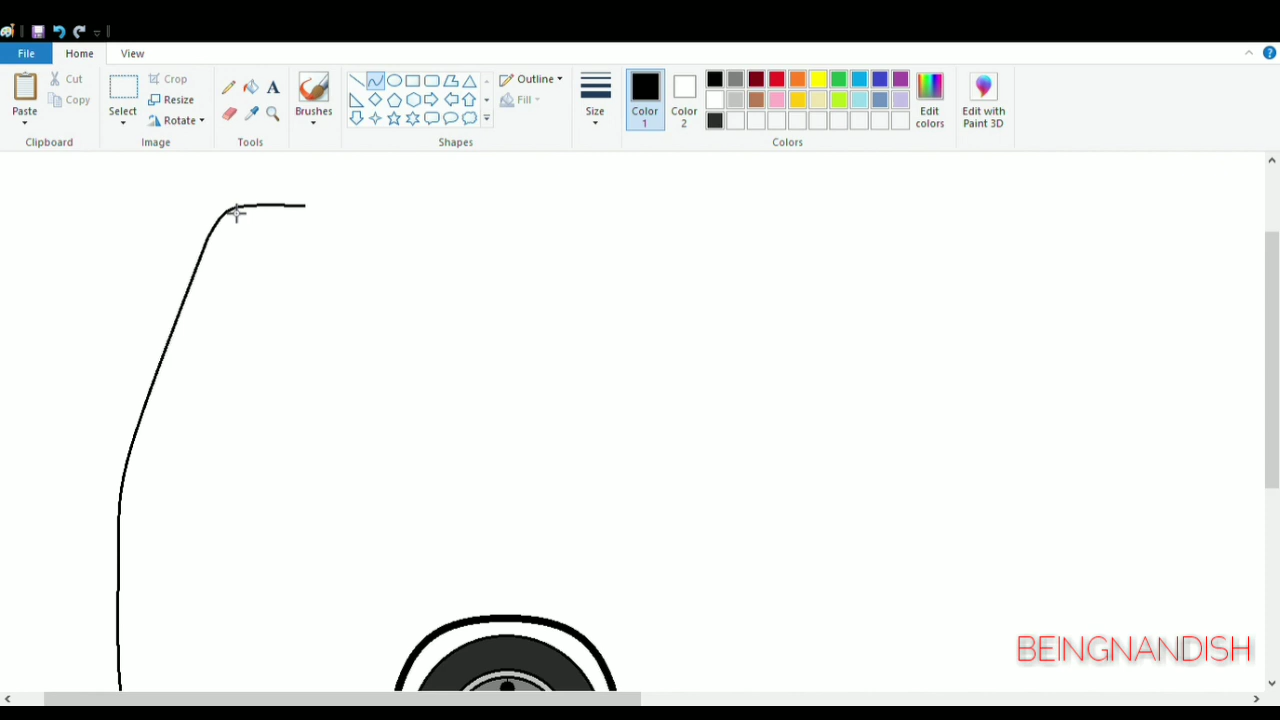 File Home View
Paste
Cut
Copy
Clipboard
Select
Crop
Resize
Rotate
Image
A
Tools
Brushes
Shapes
Outline
Fill
Size
Color 1
Color 2
Edit colors
Colors
Edit with Paint 3D
BEINGNANDISH